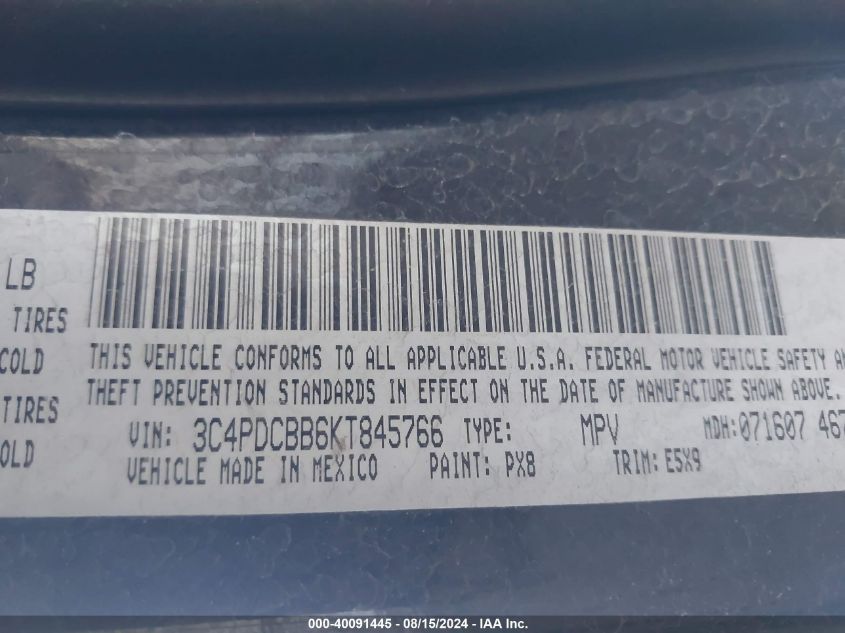 LB
TIRES
COLD
THIS VEHICLE CONFORMS TO ALL APPLICABLE U.S.A. FEDERAL MOTOR VEHICLE SAFETY AN
THEFT PREVENTION STANDARDS IN EFFECT ON THE DATE OF MANUFACTURE SHOWN ABOVE.
TIRES
VIN: 3C4PDCBB6KT845766 TYPE: MPV MDH:071607 467
OLD
VEHICLE MADE IN MEXICO PAINT: PX8 TRIM: E5X9
000-40091445 - 08/15/2024 - IAA Inc.